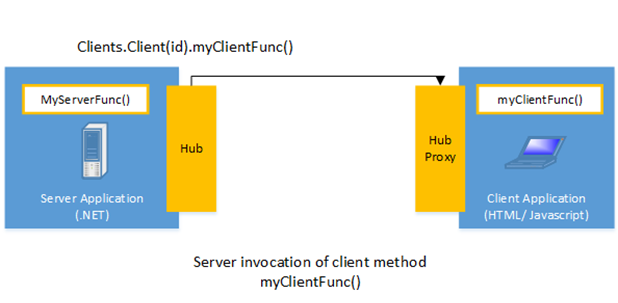 Clients.Client(id).myClientFunc()
MyServerFunc()
Hub
Server Application
(.NET)
Hub
Proxy
myClientFunc()
Client Application
(HTML/ Javascript)
Server invocation of client method
myClientFunc()